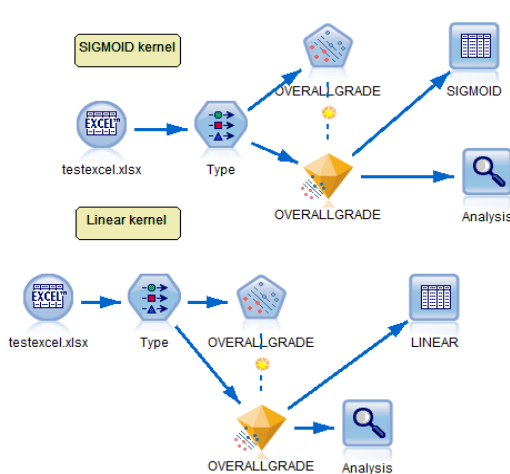 SIGMOID kernel
OVERALLGRADE
SIGMOID
EXCEL
testexcel.xlsx
Type
OVERALLGRADE
Analysis
Linear kernel
EXCEL
testexcel.xlsx
Type
OVERALLGRADE
LINEAR
OVERALLGRADE
Analysis